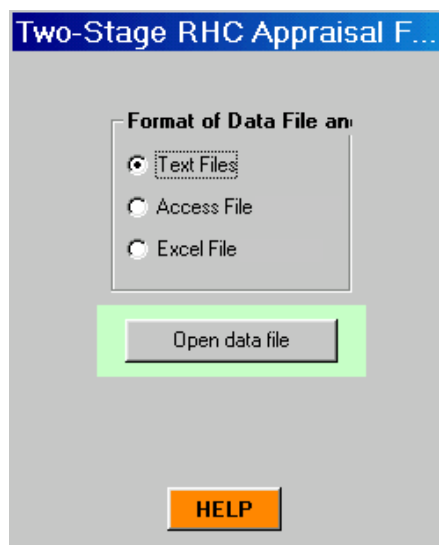 Two-Stage RHC Appraisal F...
Format of Data File an
Text Files
Access File
Excel File
Open data file
HELP